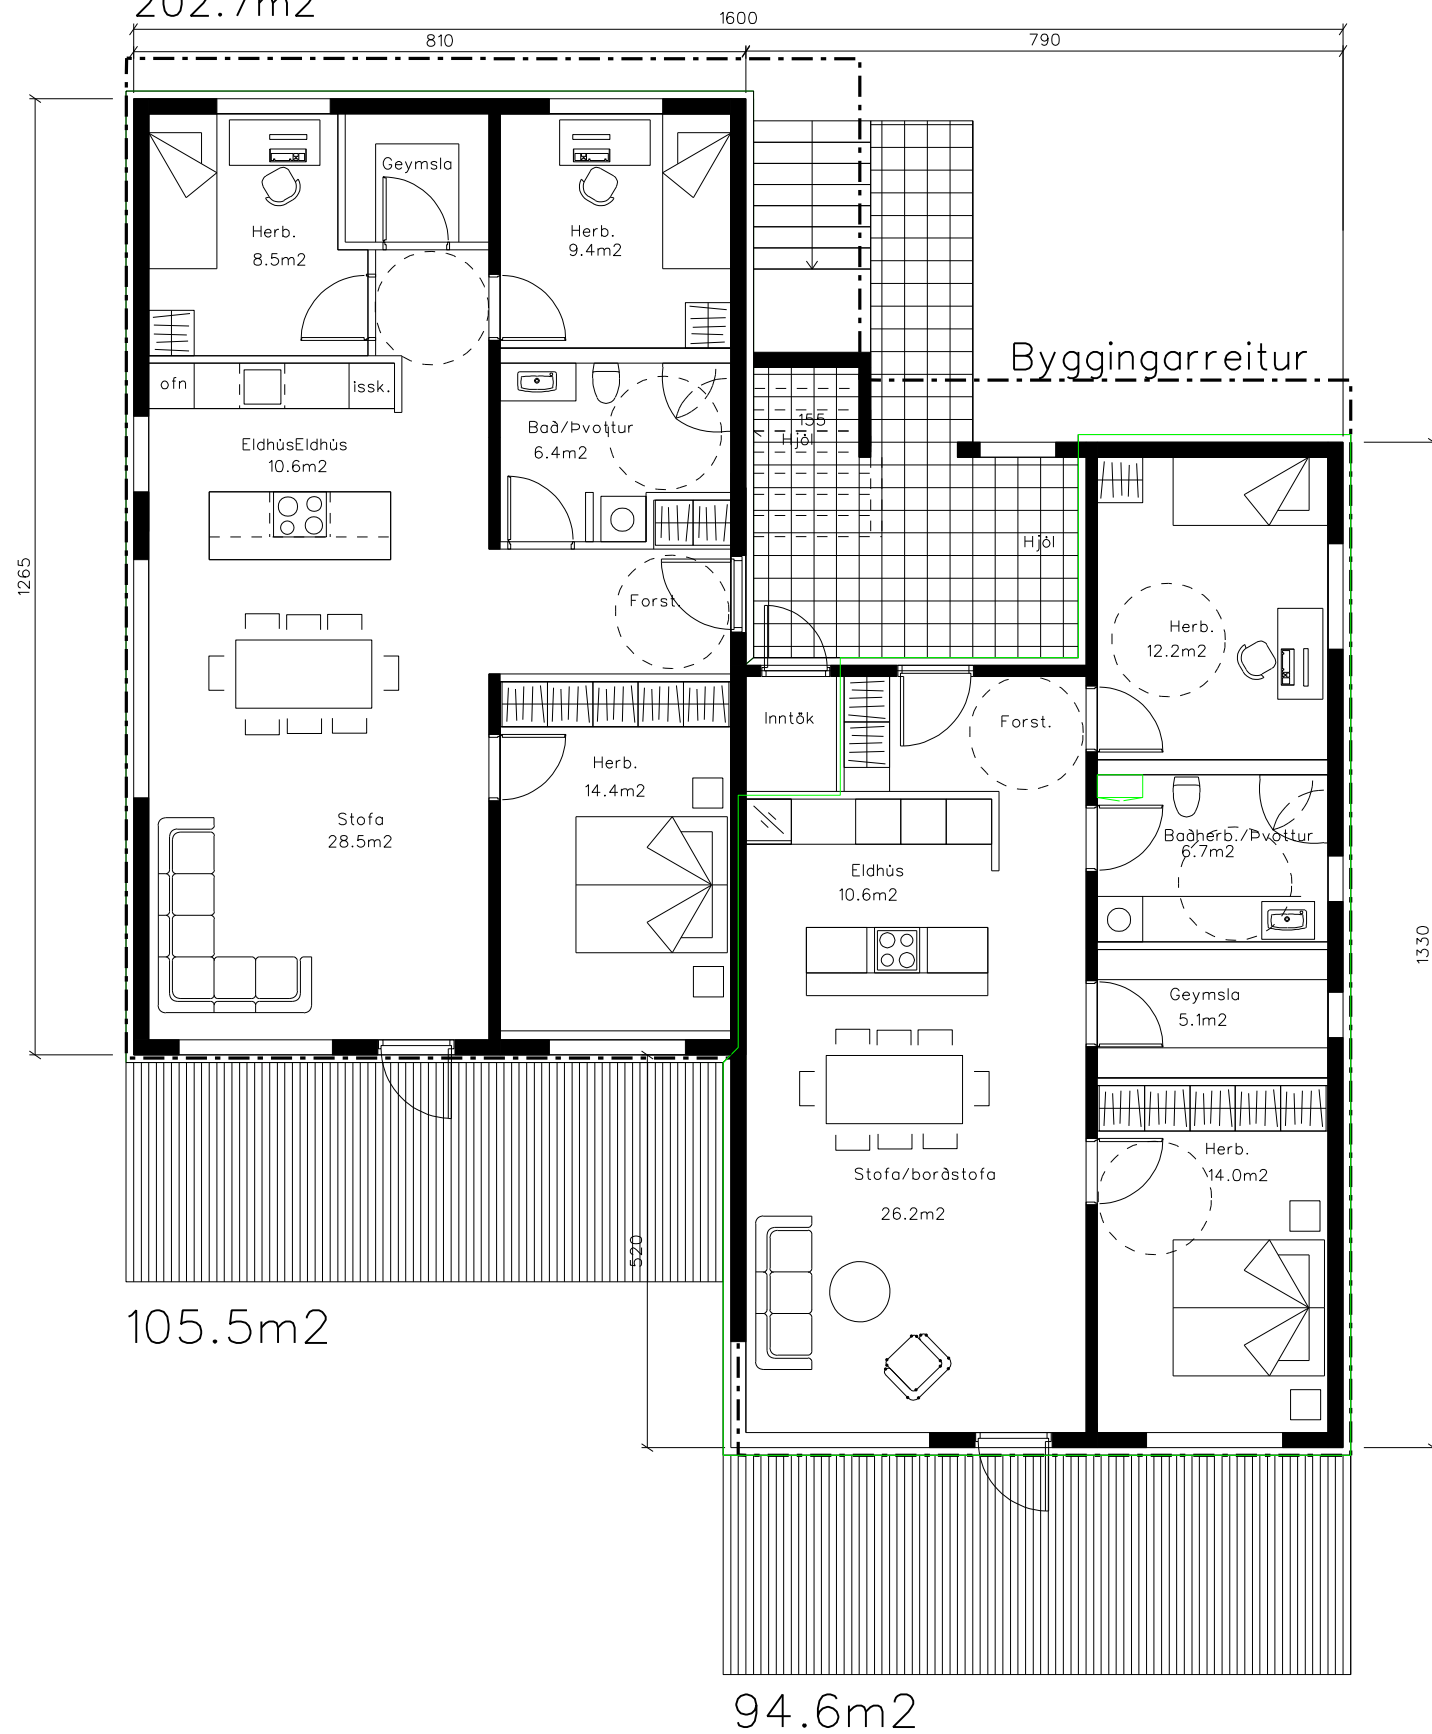 202.7m2
1600
810
790
1265
Geymsla
Herb.
8.5m2
Herb.
9.4m2
Byggingarreitur
ofn
issk.
155
Hjól
Bað/Þvottur
6.4m2
EldhúsEldhús
10.6m2
Hjól
Forst.
Herb.
12.2m2
Inntök
Forst.
Herb.
14.4m2
Stofa
28.5m2
Baðherb./Þvottur
6.7m2
Eldhús
10.6m2
1330
Geymsla
5.1m2
Herb.
14.0m2
Stofa/borðstofa
26.2m2
520
105.5m2
94.6m2